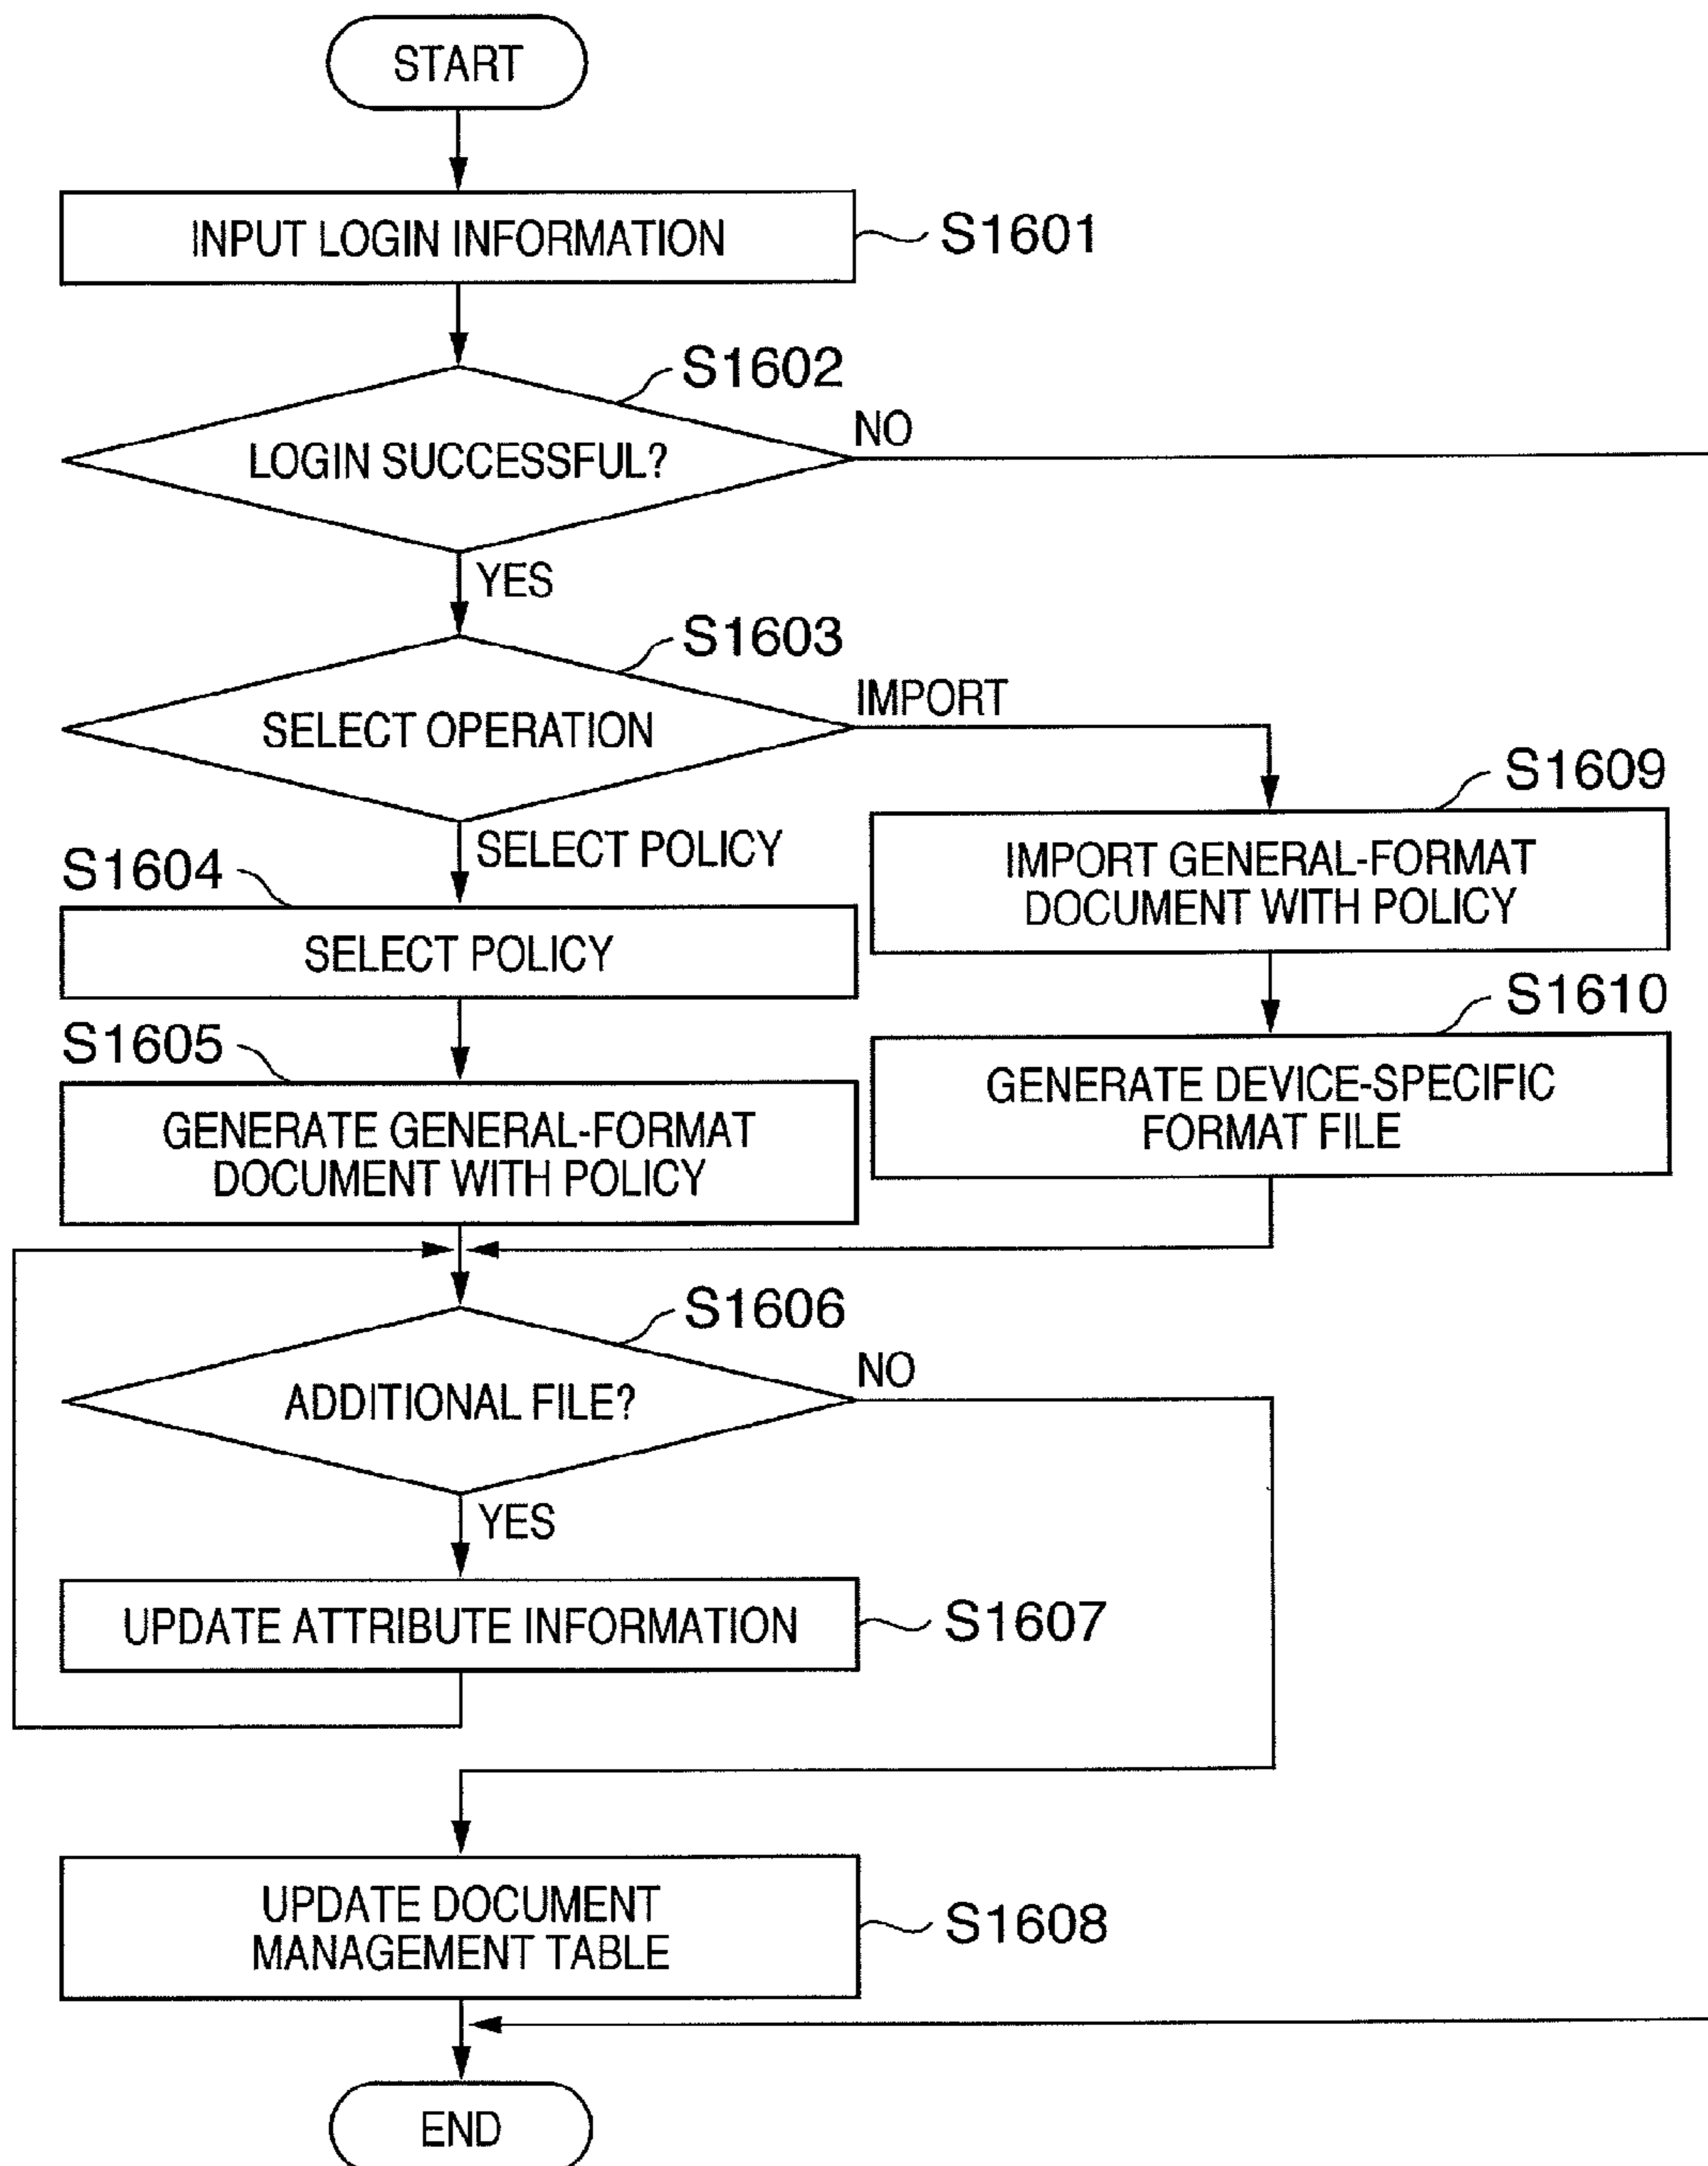 START
INPUT LOGIN INFORMATION
S1601
S1602
LOGIN SUCCESSFUL?
NO
YES
S1603
SELECT OPERATION
IMPORT
SELECT POLICY
S1609
IMPORT GENERAL-FORMAT
DOCUMENT WITH POLICY
S1604
SELECT POLICY
S1610
GENERATE DEVICE-SPECIFIC
FORMAT FILE
S1605
GENERATE GENERAL-FORMAT
DOCUMENT WITH POLICY
S1606
ADDITIONAL FILE?
NO
YES
UPDATE ATTRIBUTE INFORMATION
S1607
UPDATE DOCUMENT
MANAGEMENT TABLE
S1608
END